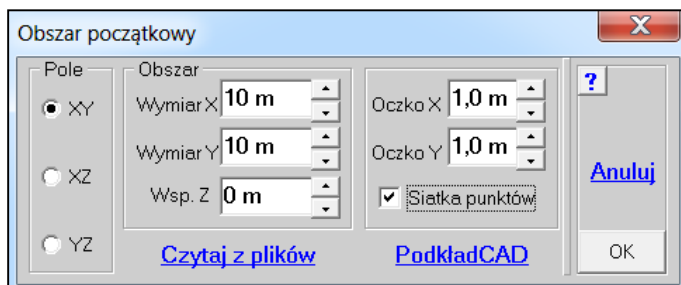 Obszar początkowy
X
Pole
XY
XZ
YZ
Obszar
Wymiar X 10 m
Wymiar Y 10 m
Wsp. Z 0 m
Czytaj z plików
Oczko X 1,0 m
Oczko Y 1,0 m
Siatka punktów
PodkładCAD
?
Anuluj
OK